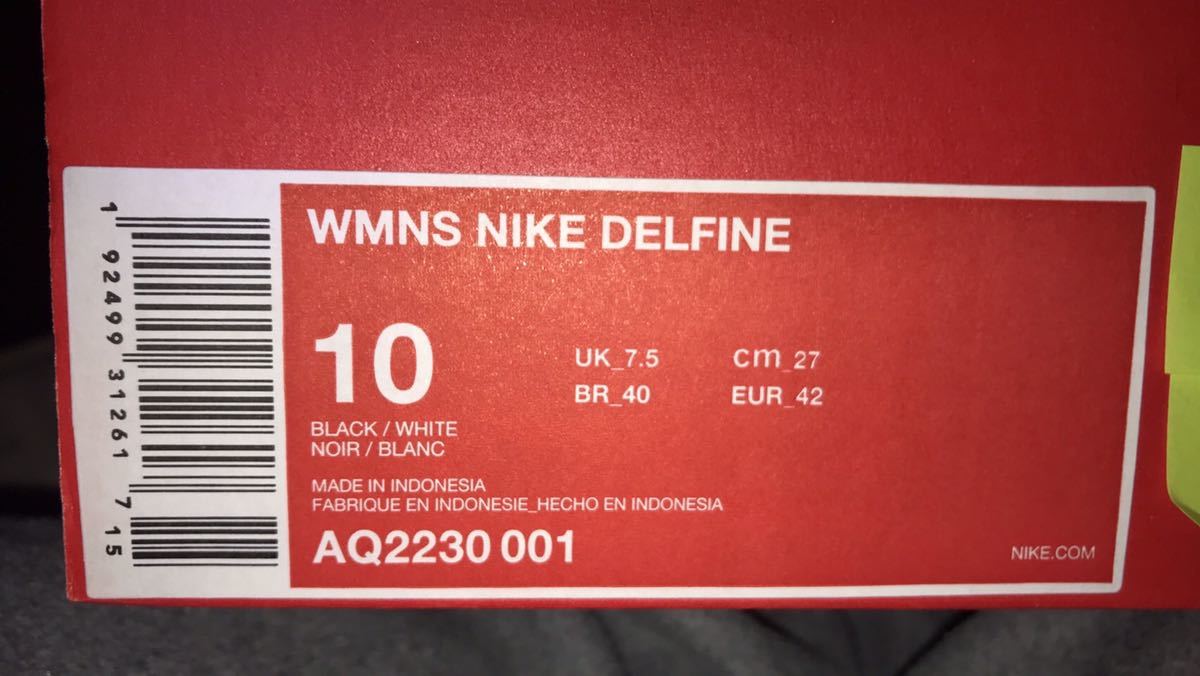 WMNS NIKE DELFINE
10
UK_7.5 cm_27
BR_40 EUR_42
BLACK / WHITE
NOIR / BLANC
MADE IN INDONESIA
FABRIQUE EN INDONESIE_HECHO EN INDONESIA
AQ2230 001
NIKE.COM
1 92499 31261 7 15